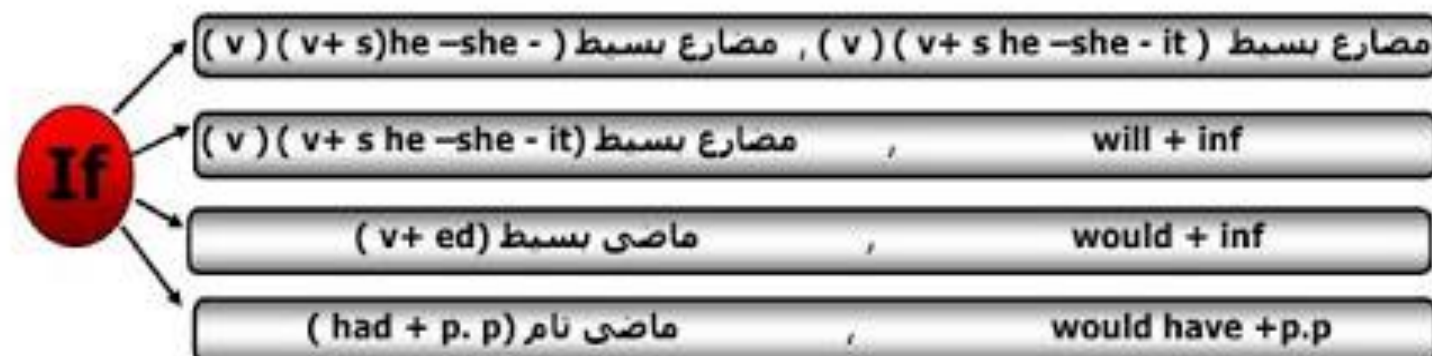 If
( v ) ( v+ s)he –she - ) مضارع بسيط , ( v ) ( v+ s he –she - it ) مضارع بسيط
( v ) ( v+ s he –she - it) مضارع بسيط , will + inf
( v+ ed) ماضى بسيط , would + inf
( had + p. p) ماضى تام , would have +p.p